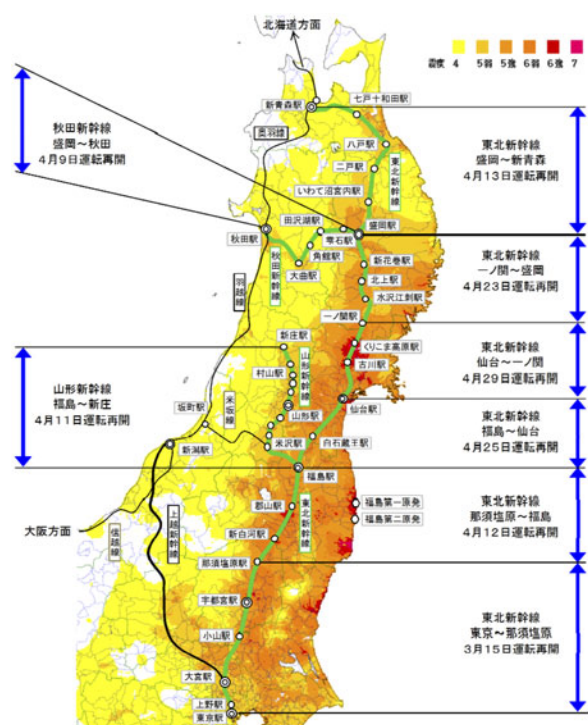 北海道方面
震度 4 5弱 5強 6弱 6強 7
七戸十和田駅
新青森駅
奥羽線
八戸駅
二戸駅
東北新幹線
いわて沼宮内駅
秋田新幹線
盛岡～秋田
4月9日運転再開
東北新幹線
盛岡～新青森
4月13日運転再開
田沢湖駅
盛岡駅
秋田駅
雫石駅
角館駅
新花巻駅
大曲駅
北上駅
秋田新幹線
羽越線
水沢江刺駅
東北新幹線
一ノ関～盛岡
4月23日運転再開
一ノ関駅
新庄駅
くりこま高原駅
山形新幹線
村山駅
古川駅
東北新幹線
仙台～一ノ関
4月29日運転再開
山形新幹線
福島～新庄
4月11日運転再開
坂町駅
米坂線
山形駅
仙台駅
新潟駅
米沢駅
白石蔵王駅
東北新幹線
福島～仙台
4月25日運転再開
福島駅
大阪方面
信越線
上越新幹線
郡山駅
東北新幹線
福島第一原発
福島第二原発
新白河駅
東北新幹線
那須塩原～福島
4月12日運転再開
那須塩原駅
宇都宮駅
小山駅
東北新幹線
東京～那須塩原
3月15日運転再開
大宮駅
上野駅
東京駅